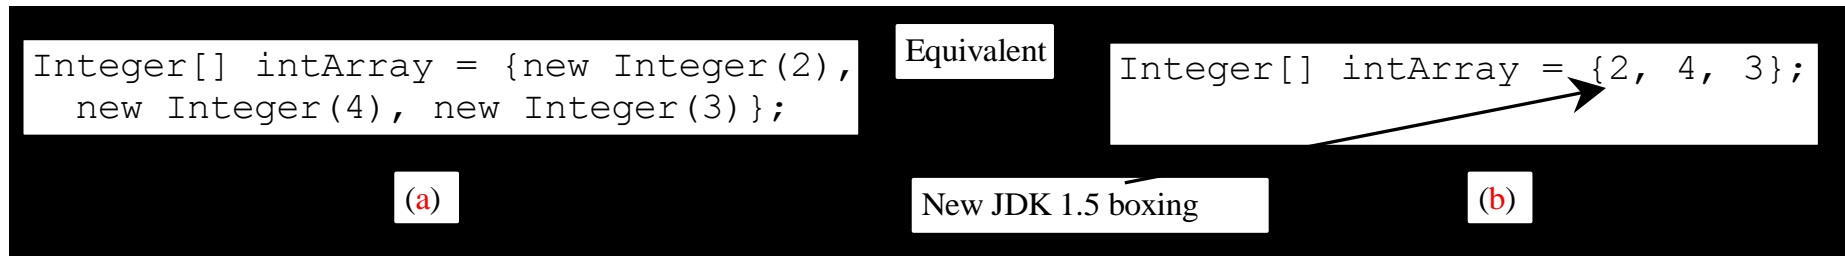 Integer[] intArray = {new Integer(2),
new Integer(4), new Integer(3)};
Equivalent
Integer[] intArray = {2, 4, 3};
(a)
New JDK 1.5 boxing
(b)